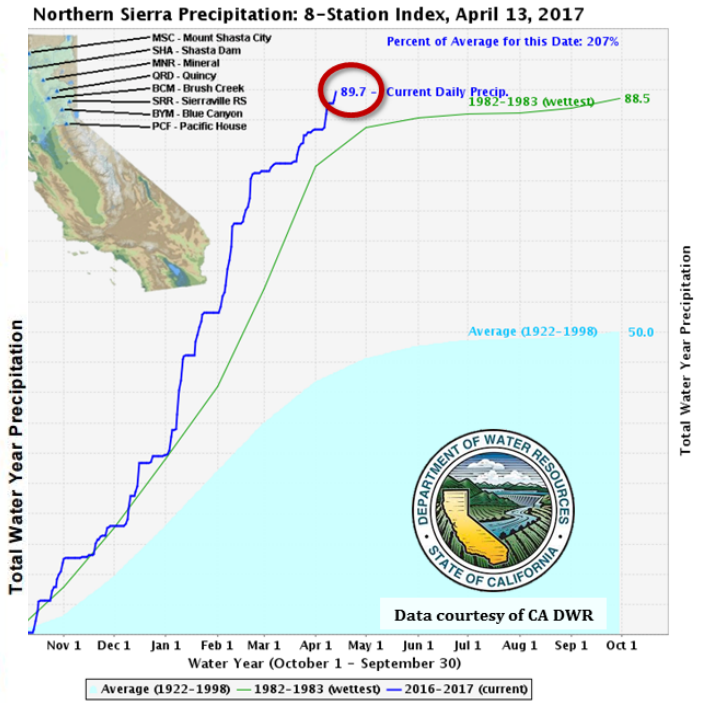 Northern Sierra Precipitation: 8-Station Index, April 13, 2017
Percent of Average for this Date: 207%
MSC - Mount Shasta City
SHA - Shasta Dam
MNR - Mineral
QRD - Quincy
BCM - Brush Creek
SRR - Sierraville RS
BYM - Blue Canyon
PCF - Pacific House
89.7 - Current Daily Precip.
1982-1983 (wettest)
88.5
Average (1922-1998)
50.0
Total Water Year Precipitation
Total Water Year Precipitation
DEPARTMENT OF WATER RESOURCES
STATE OF CALIFORNIA
Data courtesy of CA DWR
Nov 1 Dec 1 Jan 1 Feb 1 Mar 1 Apr 1 May 1 Jun 1 Jul 1 Aug 1 Sep 1 Oct 1
Water Year (October 1 - September 30)
Average (1922-1998) 1982-1983 (wettest) 2016-2017 (current)